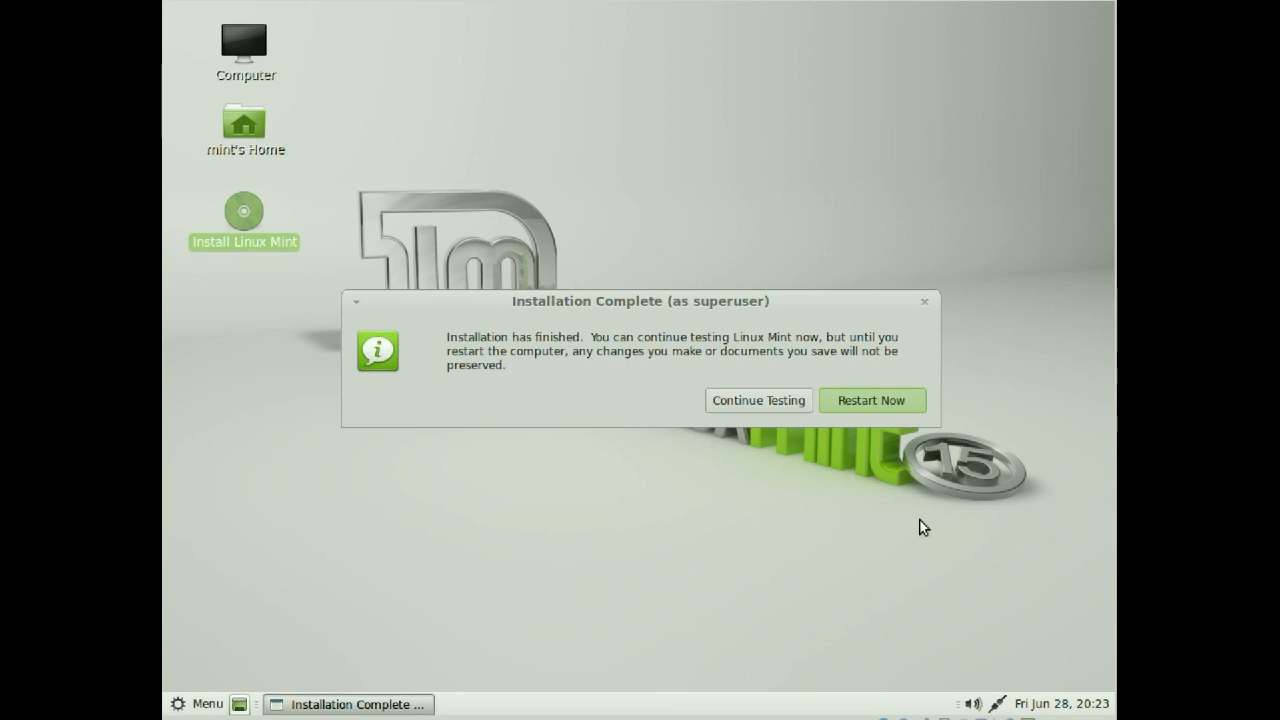 Computer
mint's Home
Install Linux Mint
Installation Complete (as superuser)
Installation has finished.  You can continue testing Linux Mint now, but until you
restart the computer, any changes you make or documents you save will not be
preserved.
Continue Testing
Restart Now
15
Menu
Installation Complete ...
Fri Jun 28, 20:23